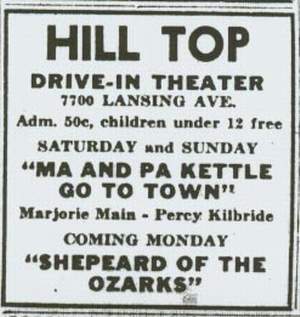 HILL TOP
DRIVE-IN THEATER
7700 LANSING AVE.
Adm. 50c, children under 12 free
SATURDAY and SUNDAY
"MA AND PA KETTLE
GO TO TOWN"
Marjorie Main - Percy Kilbride
COMING MONDAY
"SHEPEARD OF THE
OZARKS"